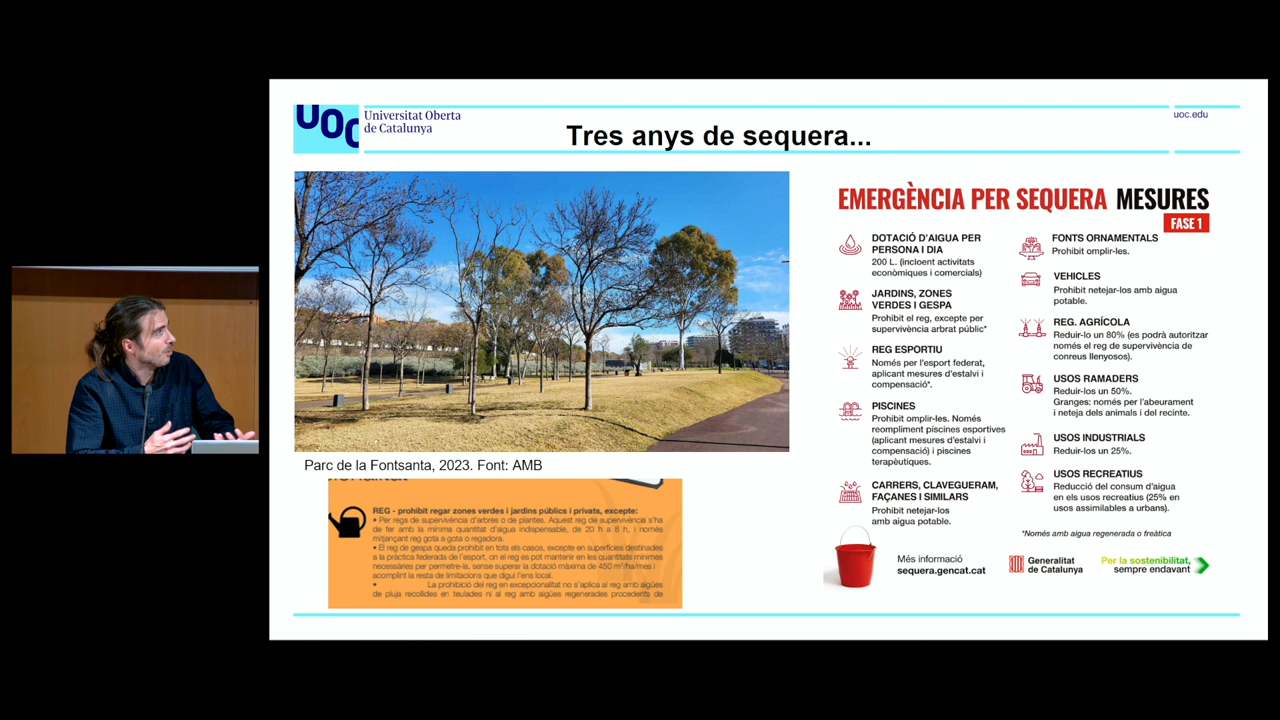 UOC
Universitat Oberta
de Catalunya
uoc.edu
Tres anys de sequera...
Parc de la Fontsanta, 2023. Font: AMB
REG - prohibit regar zones verdes i jardins públics i privats, excepte:
• Per regs de supervivència d'arbres o de plantes. Aquest reg de supervivència s'ha
de fer amb la mínima quantitat d'aigua indispensable, de 20 h a 8 h, i només
mitjançant reg gota a gota o regadora.
• El reg de gespa queda prohibit en tots els casos, excepte en superfícies destinades
a la pràctica federada de l'esport, on el reg es pot mantenir en les quantitats mínimes
necessàries per permetre-la, sense superar la dotació màxima de 450 m³/ha/mes i
acomplint la resta de limitacions que digui l'ens local.
• La prohibició del reg en excepcionalitat no s'aplica al reg amb aigües
de pluja recollides en teulades ni al reg amb aigües regenerades procedents de
EMERGÈNCIA PER SEQUERA MESURES
FASE 1
DOTACIÓ D'AIGUA PER
PERSONA I DIA
200 L. (incloent activitats
econòmiques i comercials)
JARDINS, ZONES
VERDES I GESPA
Prohibit el reg, excepte per
supervivència arbrat públic*
REG ESPORTIU
Només per l'esport federat,
aplicant mesures d'estalvi i
compensació*.
PISCINES
Prohibit omplir-les. Només
reompliment piscines esportives
(aplicant mesures d'estalvi i
compensació) i piscines
terapèutiques.
CARRERS, CLAVEGUERAM,
FAÇANES I SIMILARS
Prohibit netejar-los
amb aigua potable.
FONTS ORNAMENTALS
Prohibit omplir-les.
VEHICLES
Prohibit netejar-los amb aigua
potable.
REG. AGRÍCOLA
Reduir-lo un 80% (es podrà autoritzar
només el reg de supervivència de
conreus llenyosos).
USOS RAMADERS
Reduir-los un 50%.
Granges: només per l'abeurament
i neteja dels animals i del recinte.
USOS INDUSTRIALS
Reduir-los un 25%.
USOS RECREATIUS
Reducció del consum d'aigua
en els usos recreatius (25% en
usos assimilables a urbans).
*Només amb aigua regenerada o freàtica
Més informació
sequera.gencat.cat
Generalitat
de Catalunya
Per la sostenibilitat,
sempre endavant